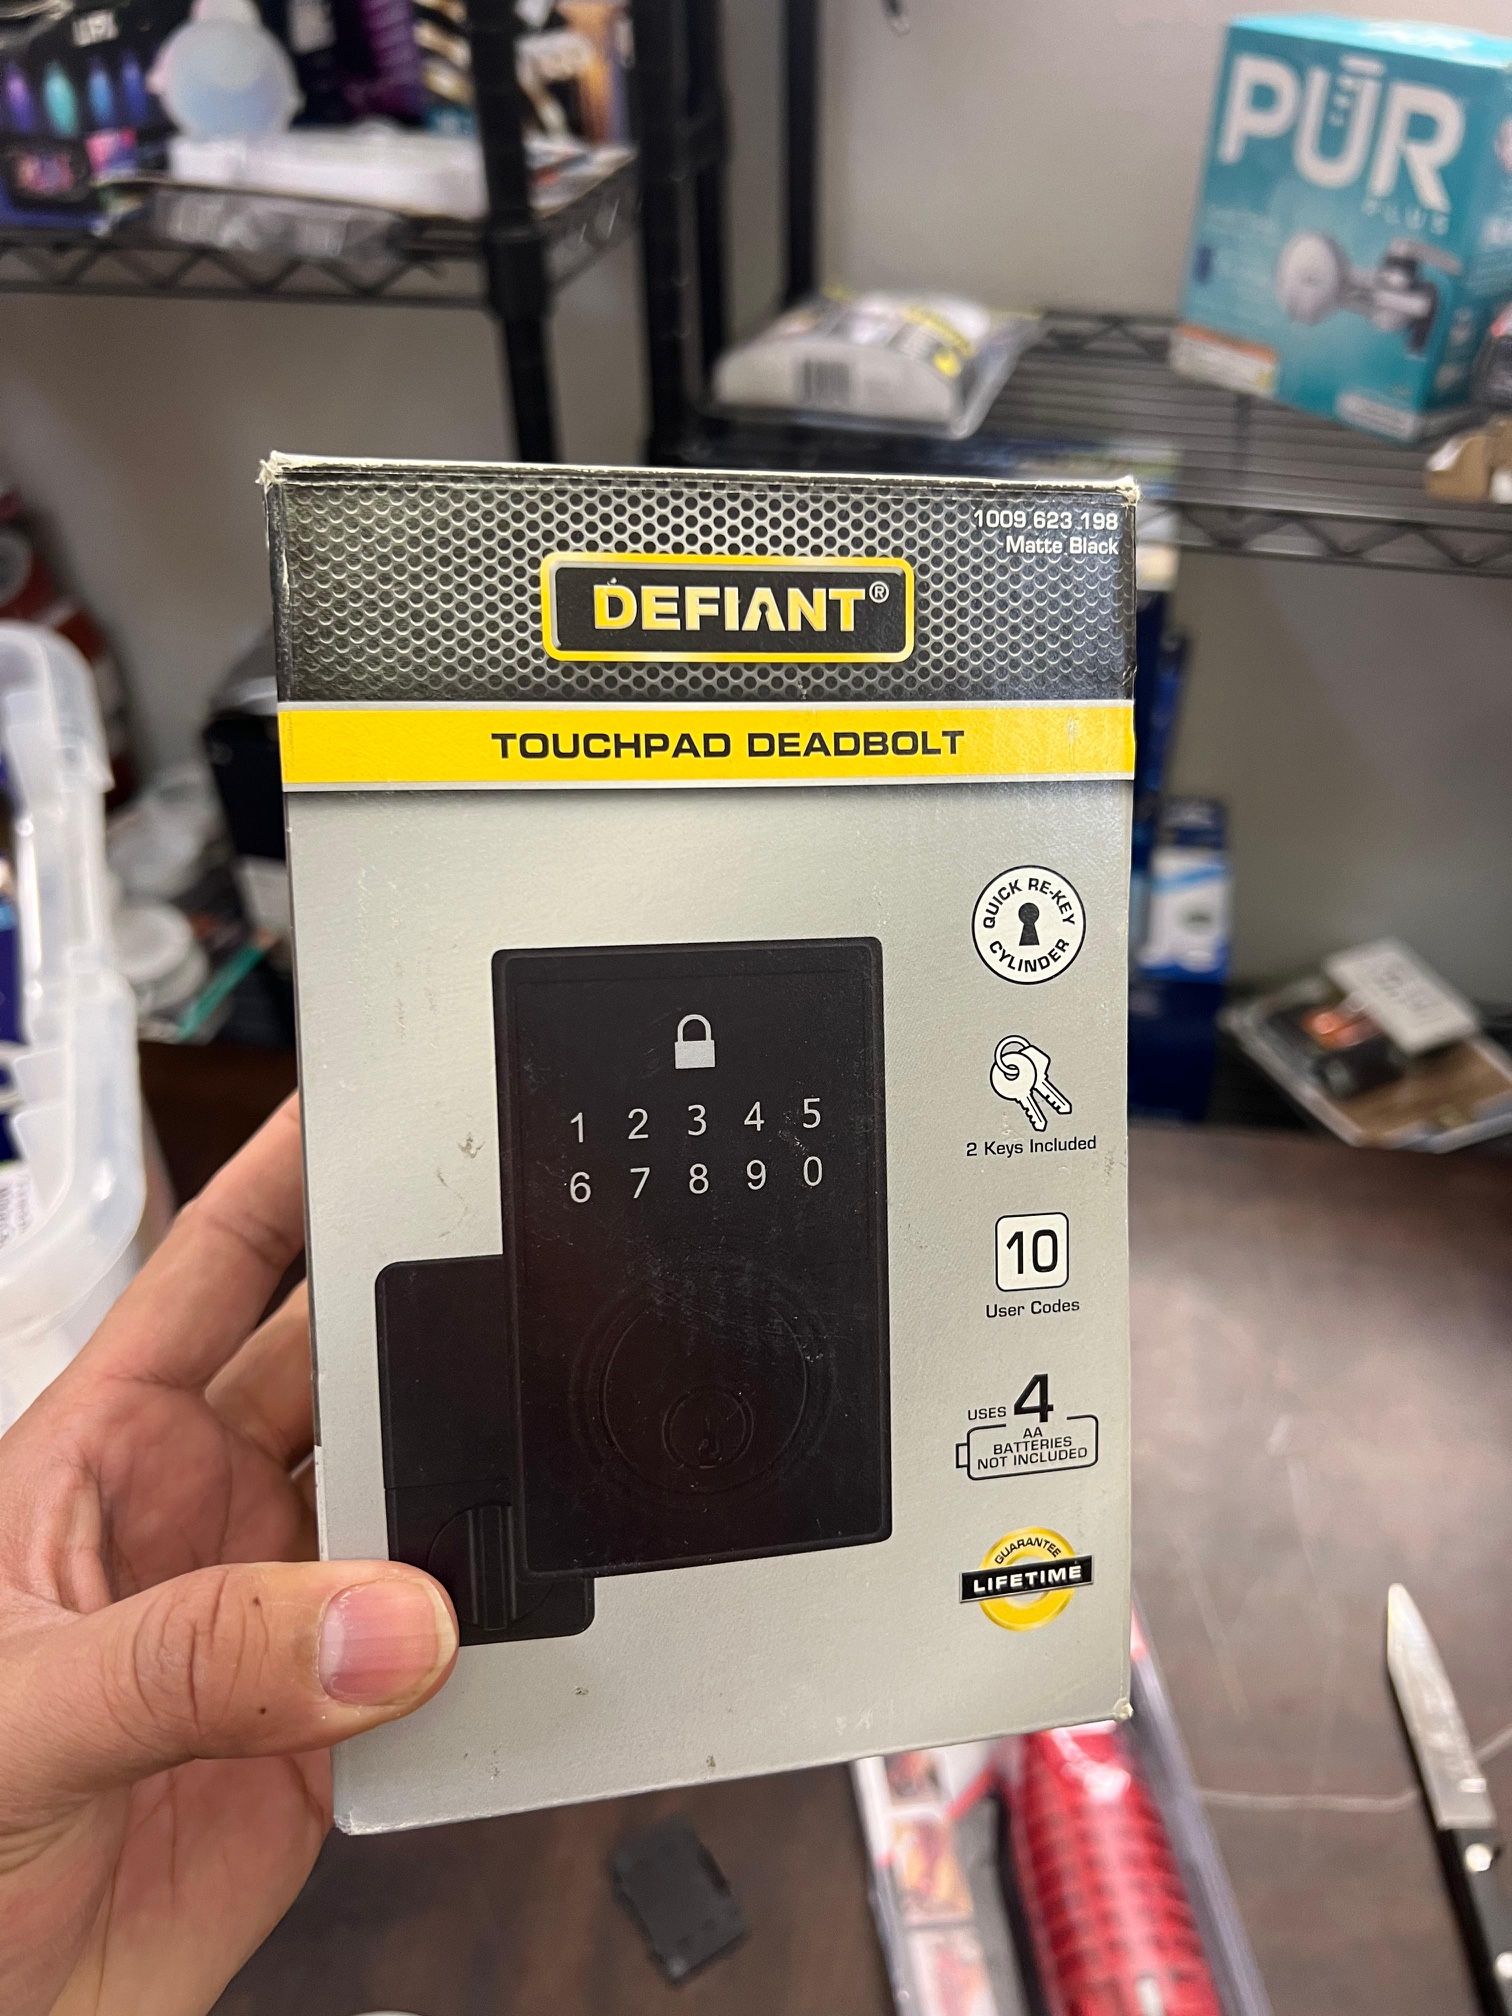 PUR
PLUS
1009 623 198
Matte Black
DEFIANT®
TOUCHPAD DEADBOLT
QUICK RE-KEY
CYLINDER
1 2 3 4 5
6 7 8 9 0
2 Keys Included
10
User Codes
USES 4
AA
BATTERIES
NOT INCLUDED
GUARANTEE
LIFETIME